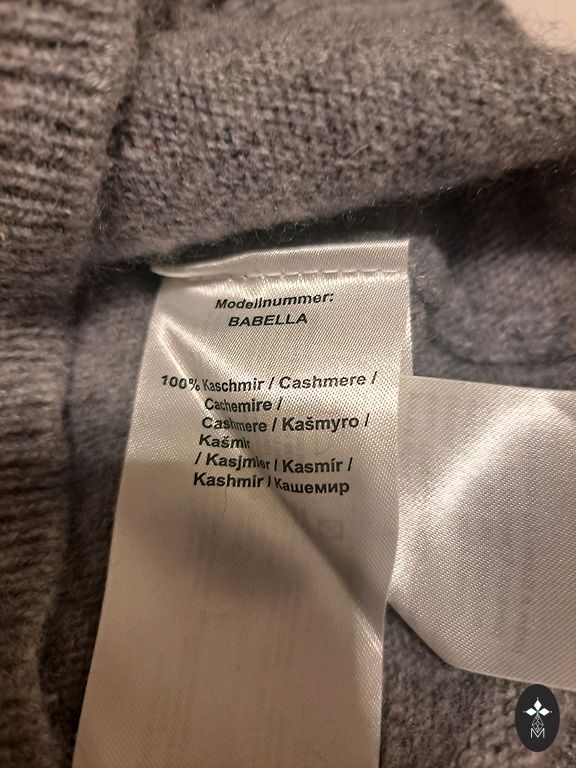 Modellnummer:
BABELLA
100% Kaschmir / Cashmere /
Cachemire /
Cashmere / Kašmyro /
Kašmir
/ Kasjmier / Kasmír /
Kashmir / Кашемир
M